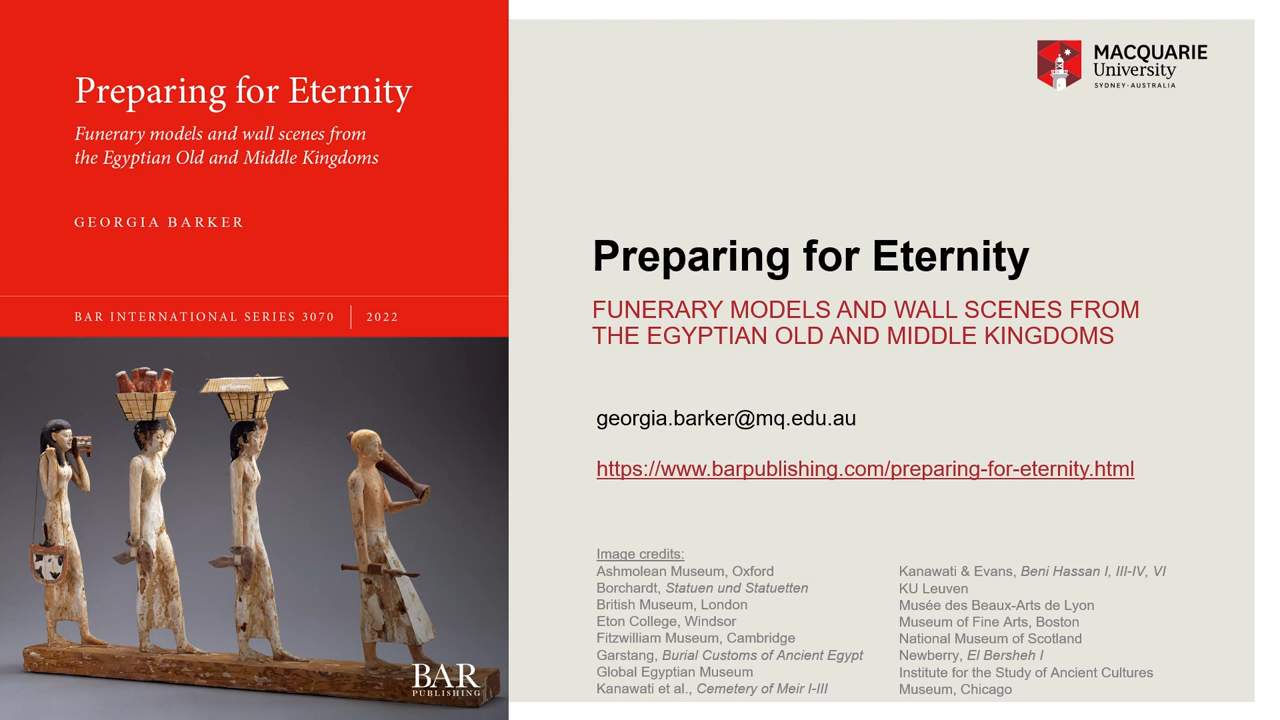 Preparing for Eternity
Funerary models and wall scenes from
the Egyptian Old and Middle Kingdoms
GEORGIA BARKER
BAR INTERNATIONAL SERIES 3070 | 2022
BAR
PUBLISHING
MACQUARIE
University
SYDNEY·AUSTRALIA
Preparing for Eternity
FUNERARY MODELS AND WALL SCENES FROM
THE EGYPTIAN OLD AND MIDDLE KINGDOMS
georgia.barker@mq.edu.au
https://www.barpublishing.com/preparing-for-eternity.html
Image credits:
Ashmolean Museum, Oxford
Borchardt, Statuen und Statuetten
British Museum, London
Eton College, Windsor
Fitzwilliam Museum, Cambridge
Garstang, Burial Customs of Ancient Egypt
Global Egyptian Museum
Kanawati et al., Cemetery of Meir I-III
Kanawati & Evans, Beni Hassan I, III-IV, VI
KU Leuven
Musée des Beaux-Arts de Lyon
Museum of Fine Arts, Boston
National Museum of Scotland
Newberry, El Bersheh I
Institute for the Study of Ancient Cultures
Museum, Chicago